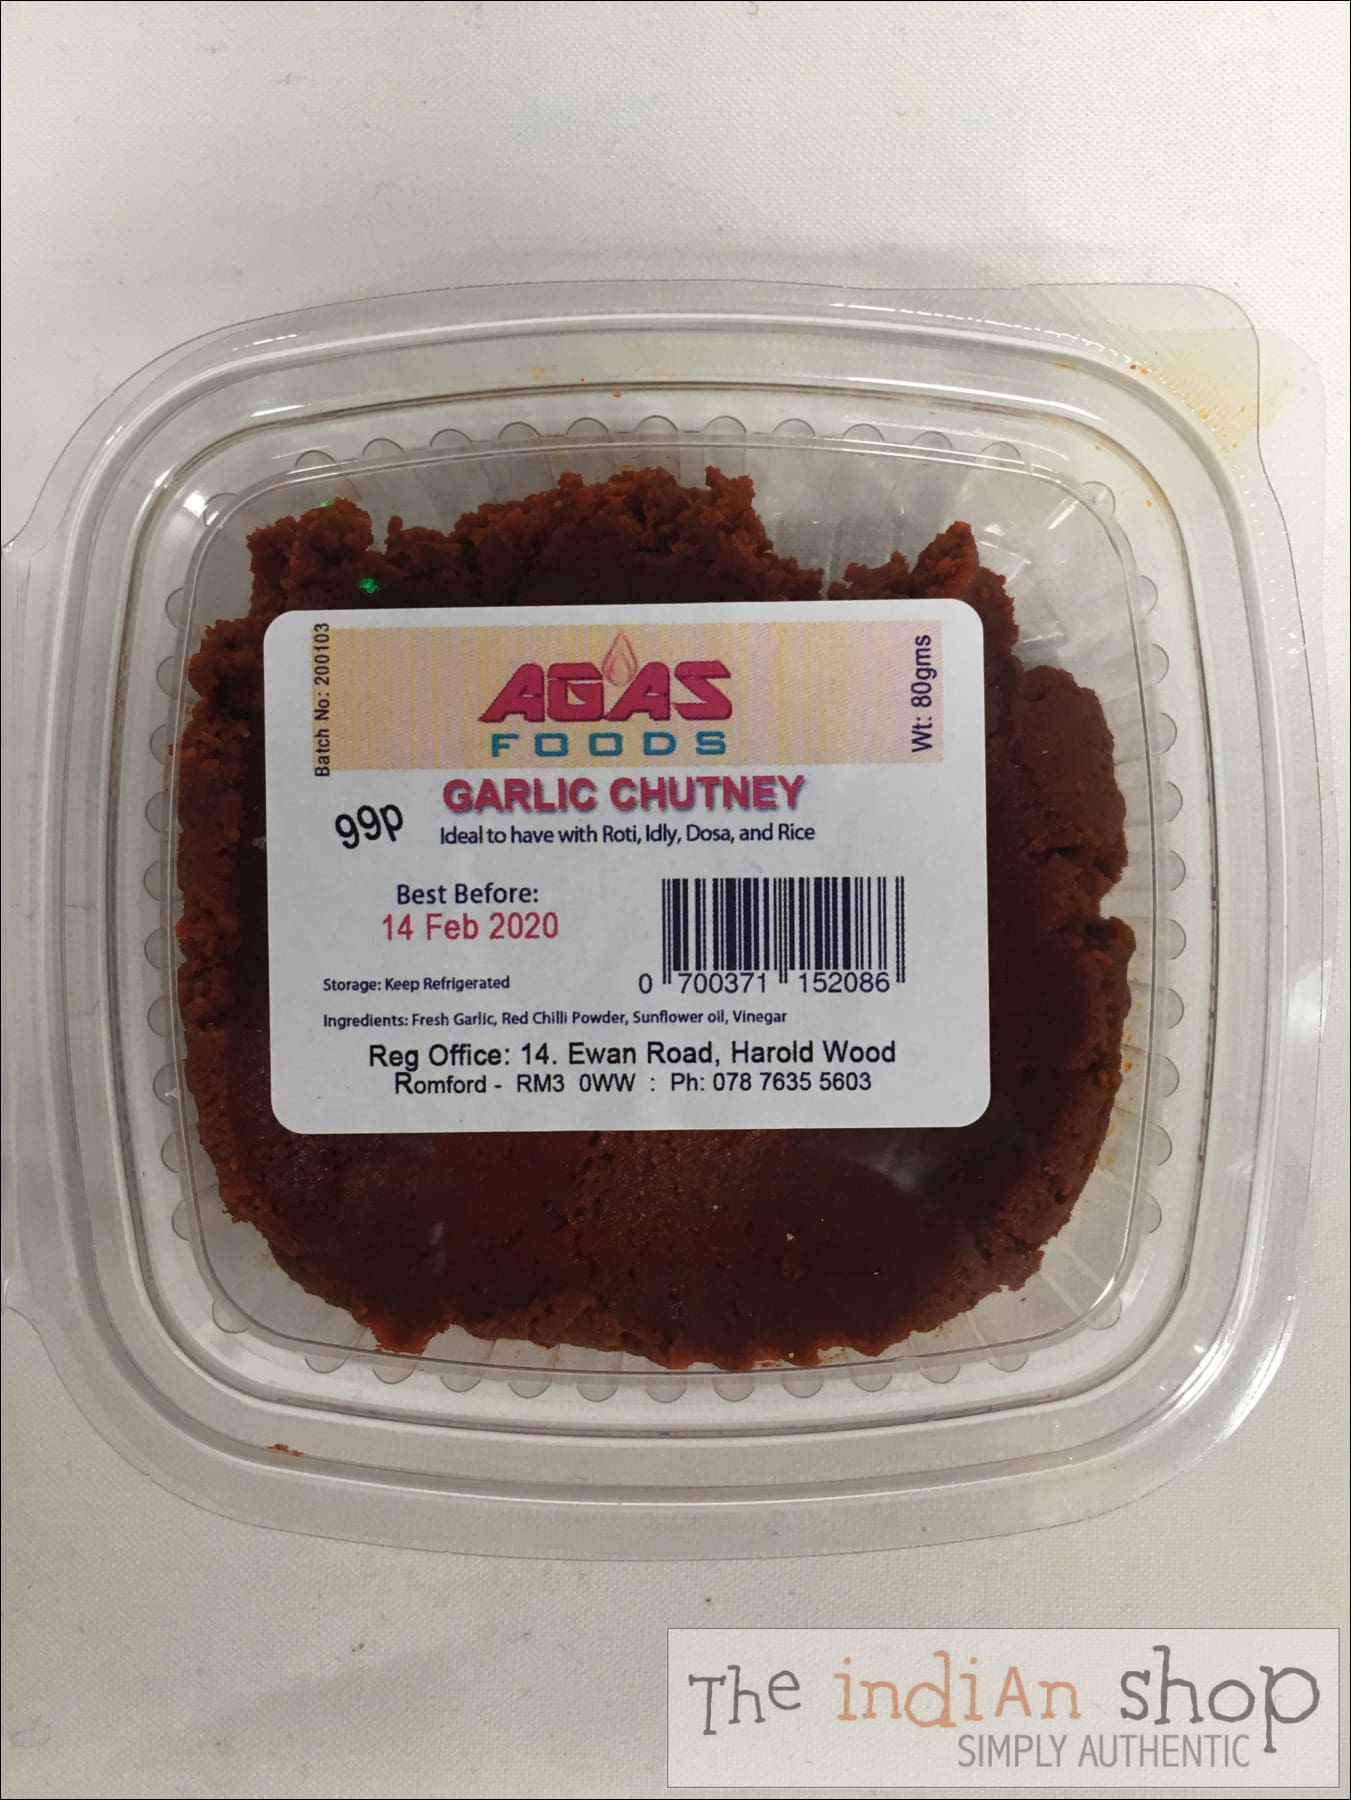 Batch No: 200103
AGAS
FOODS
Wt: 80gms
GARLIC CHUTNEY
99p
Ideal to have with Roti, Idly, Dosa, and Rice
Best Before:
14 Feb 2020
Storage: Keep Refrigerated
0 700371 152086
Ingredients: Fresh Garlic, Red Chilli Powder, Sunflower oil, Vinegar
Reg Office: 14. Ewan Road, Harold Wood
Romford - RM3 0WW : Ph: 078 7635 5603
The indiAn shop
SIMPLY AUTHENTIC